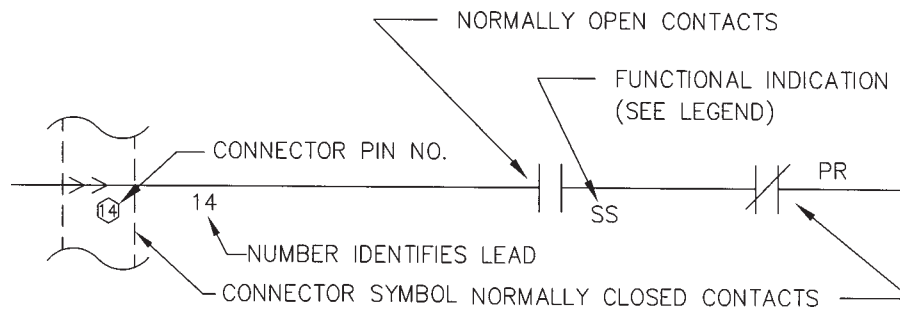 NORMALLY OPEN CONTACTS
FUNCTIONAL INDICATION
(SEE LEGEND)
CONNECTOR PIN NO.
PR
14
14
SS
NUMBER IDENTIFIES LEAD
CONNECTOR SYMBOL
NORMALLY CLOSED CONTACTS